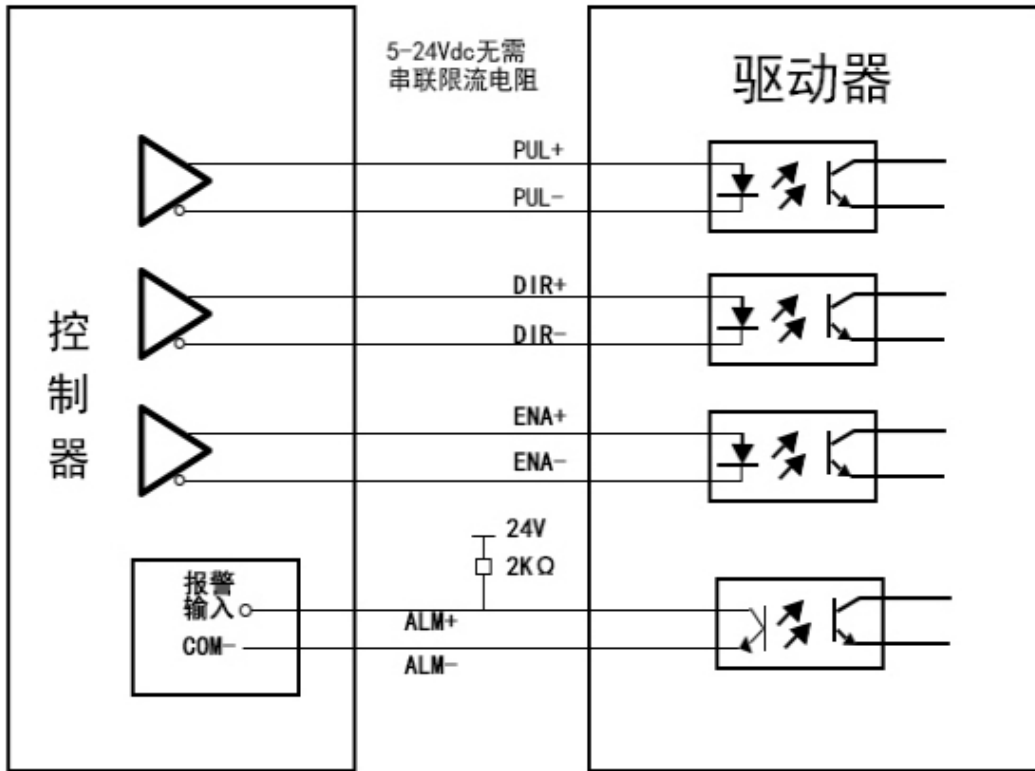 5-24Vdc无需
串联限流电阻
驱动器
PUL+
PUL-
DIR+
DIR-
控
制
器
ENA+
ENA-
24V
2KΩ
报警
输入
ALM+
COM-
ALM-